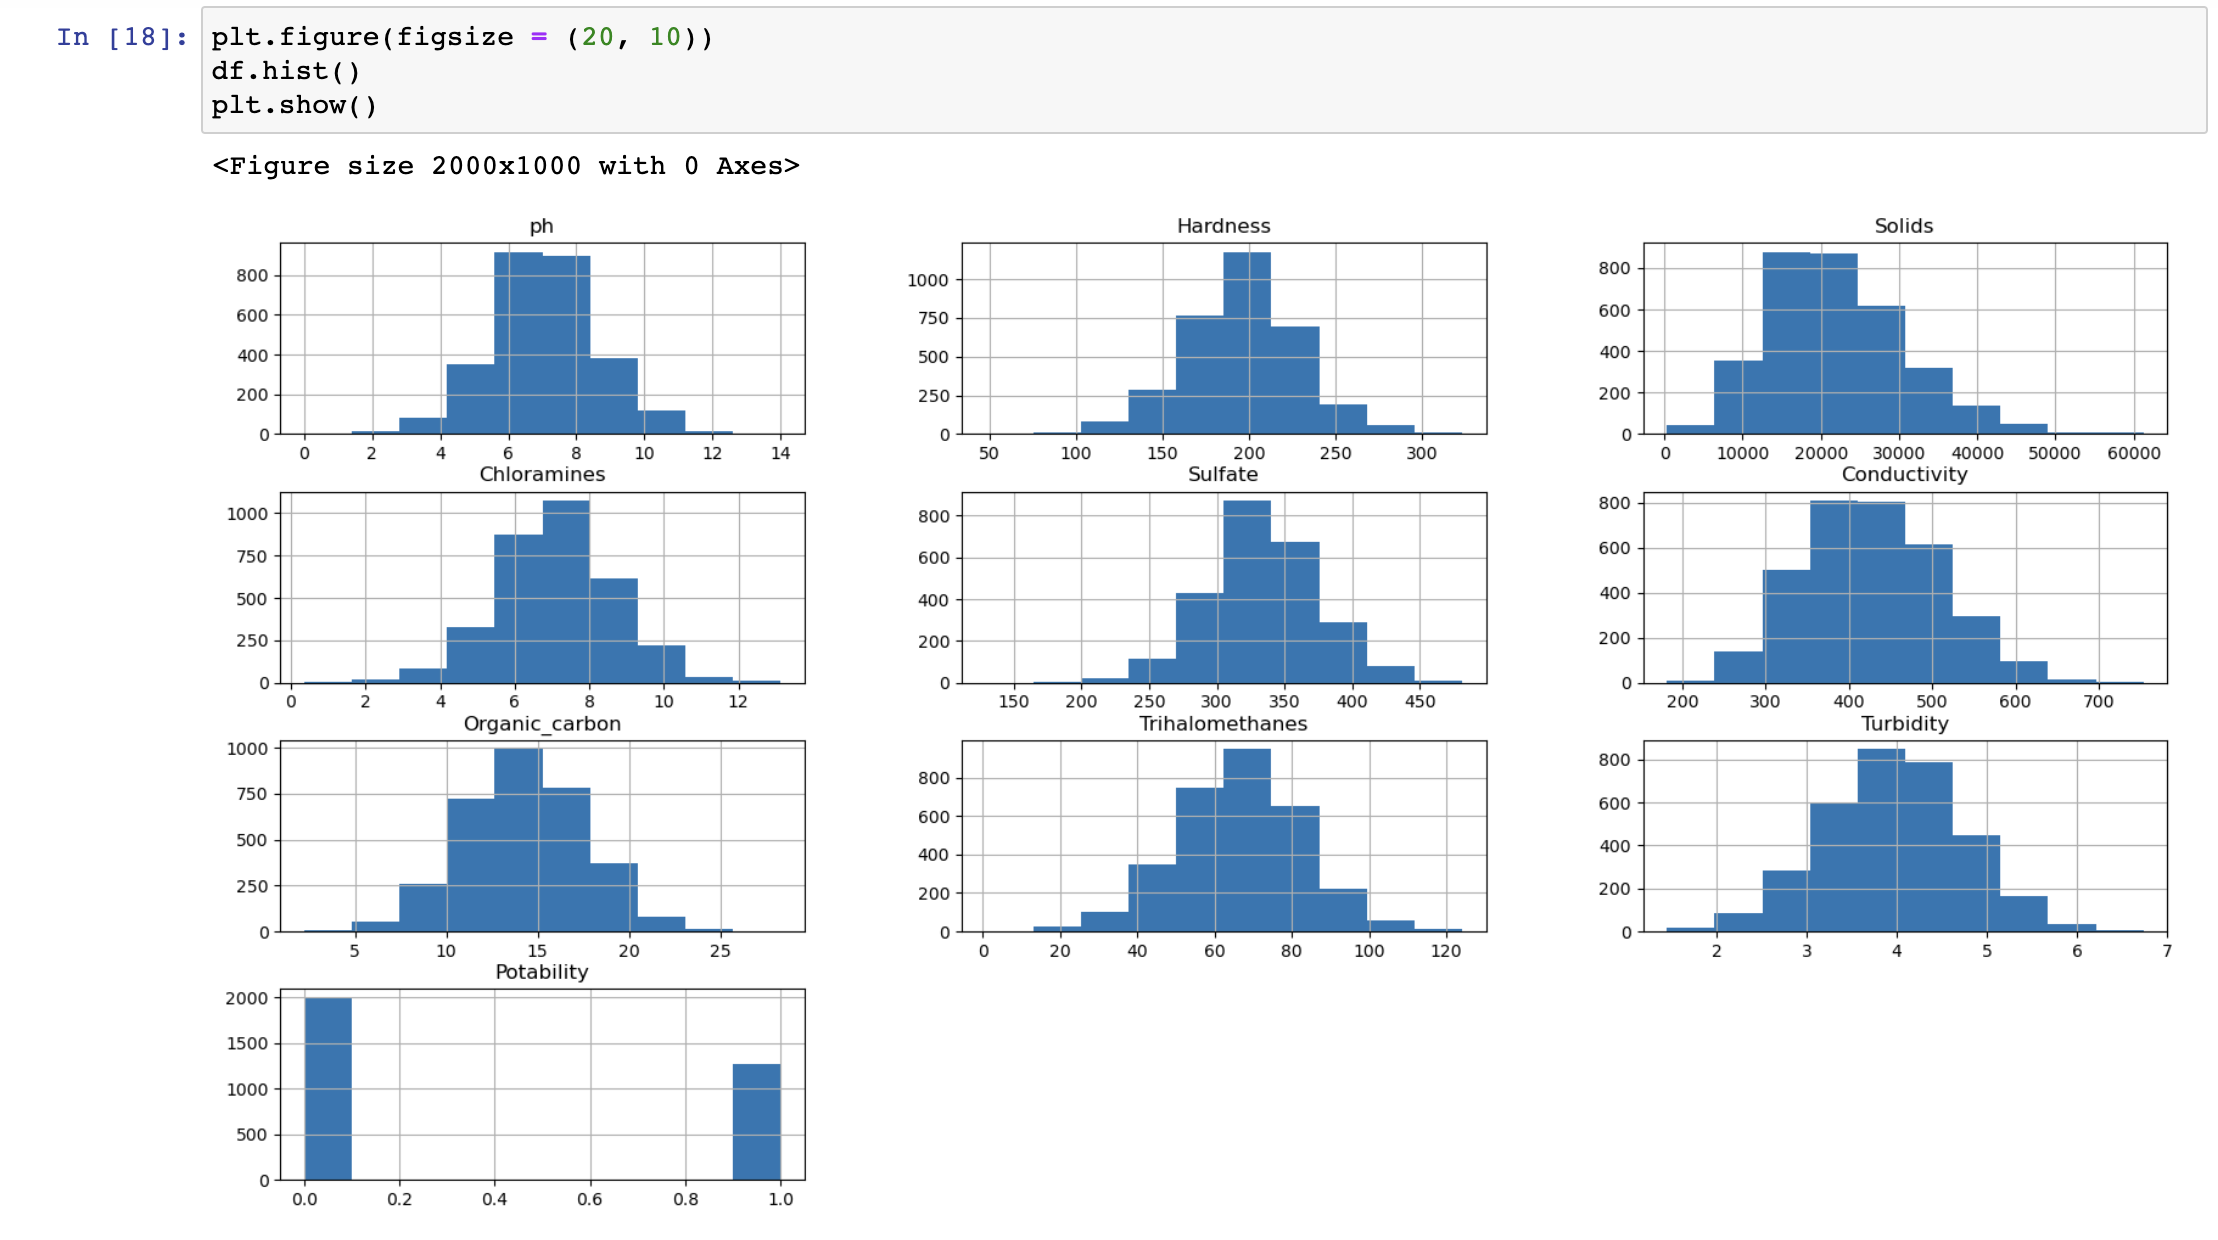 In [18]: plt.figure(figsize = (20, 10))
df.hist()
plt.show()
<Figure size 2000x1000 with 0 Axes>
ph
800
600
400
200
0
0 2 4 6 8 10 12 14
Hardness
1000
750
500
250
0
50 100 150 200 250 300
Solids
800
600
400
200
0
0 10000 20000 30000 40000 50000 60000
Chloramines
1000
750
500
250
0
0 2 4 6 8 10 12
Sulfate
800
600
400
200
0
150 200 250 300 350 400 450
Conductivity
800
600
400
200
0
200 300 400 500 600 700
Organic_carbon
1000
750
500
250
0
5 10 15 20 25
Trihalomethanes
800
600
400
200
0
0 20 40 60 80 100 120
Turbidity
800
600
400
200
0
2 3 4 5 6 7
Potability
2000
1500
1000
500
0
0.0 0.2 0.4 0.6 0.8 1.0